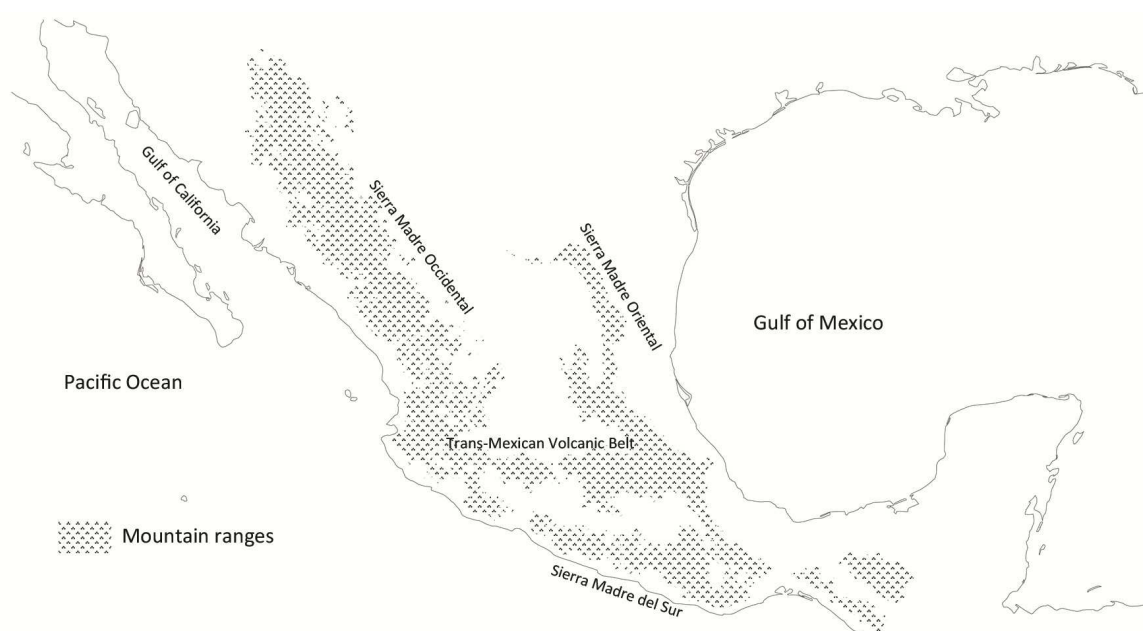 Gulf of California
Sierra Madre Occidental
Sierra Madre Oriental
Gulf of Mexico
Pacific Ocean
Trans-Mexican Volcanic Belt
Mountain ranges
Sierra Madre del Sur